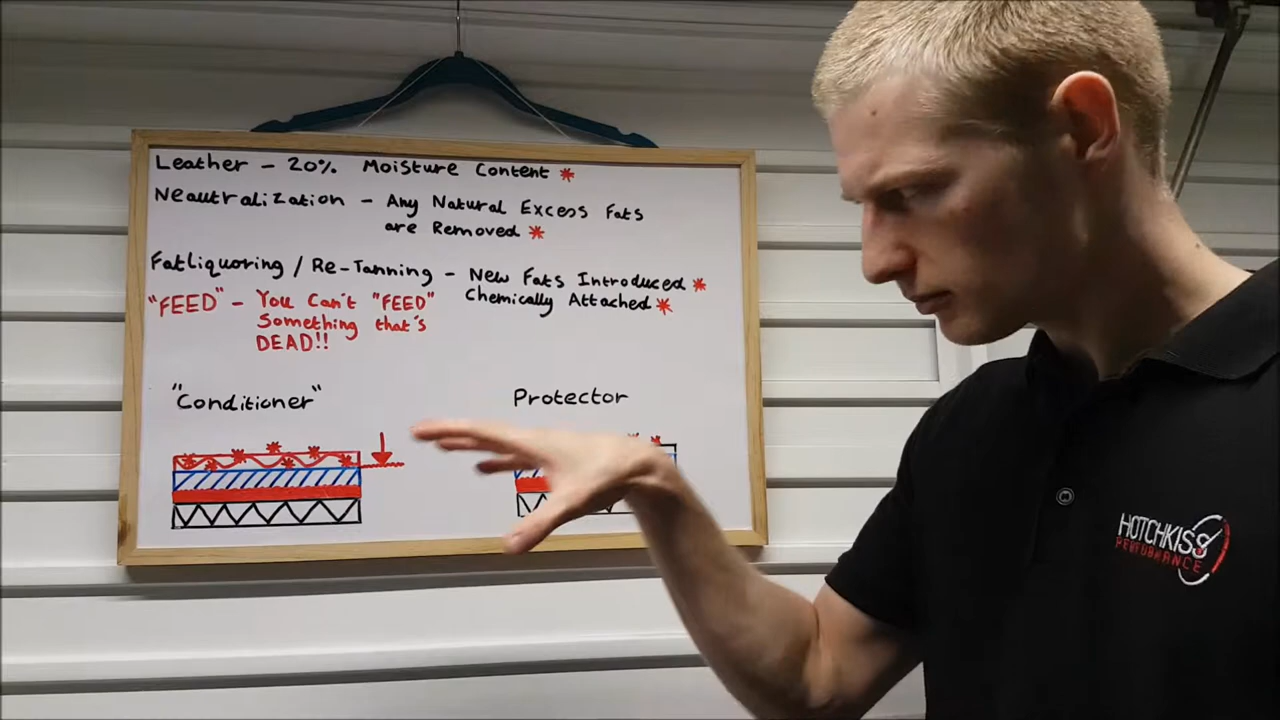 Leather - 20% Moisture Content *
Neautralization - Any Natural Excess Fats
are Removed *
Fatliquoring / Re-Tanning - New Fats Introduced *
Chemically Attached *
"FEED" - You Can't "FEED"
Something that's
DEAD!!
"Conditioner"
Protector
HOTCHKISS
PERFORMANCE